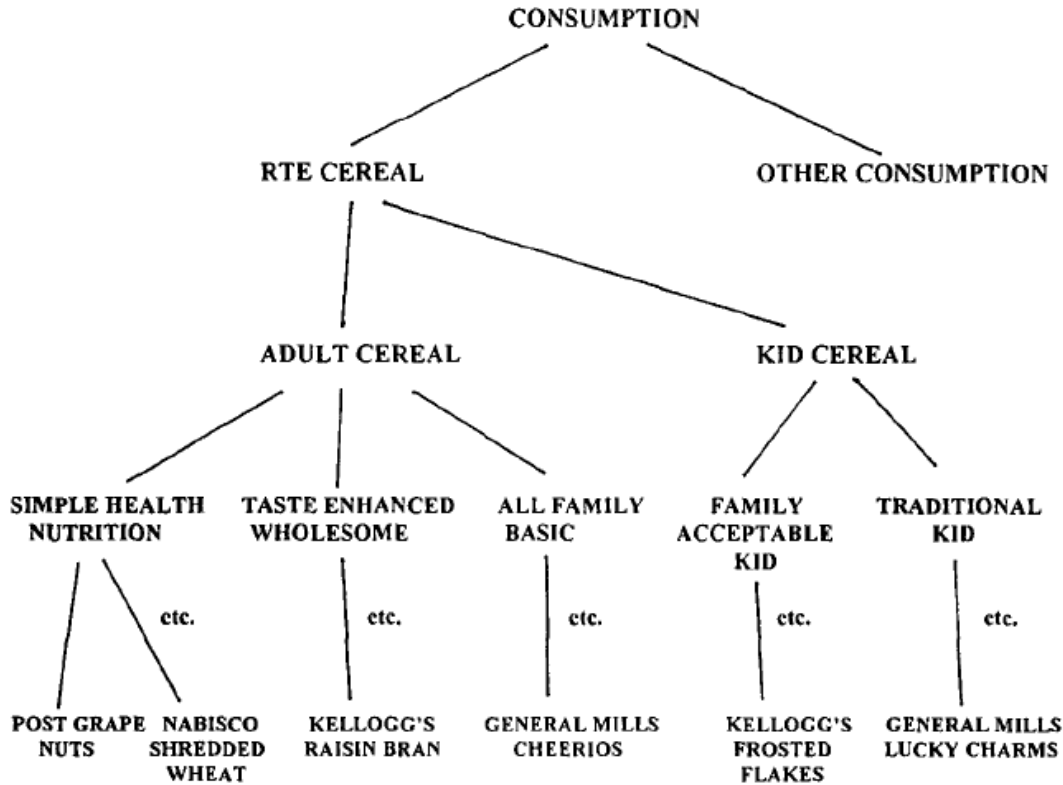 CONSUMPTION
RTE CEREAL
OTHER CONSUMPTION
ADULT CEREAL
KID CEREAL
SIMPLE HEALTH
NUTRITION
TASTE ENHANCED
WHOLESOME
ALL FAMILY
BASIC
FAMILY
ACCEPTABLE
KID
TRADITIONAL
KID
etc.
etc.
etc.
etc.
etc.
POST GRAPE
NUTS
NABISCO
SHREDDED
WHEAT
KELLOGG'S
RAISIN BRAN
GENERAL MILLS
CHEERIOS
KELLOGG'S
FROSTED
FLAKES
GENERAL MILLS
LUCKY CHARMS